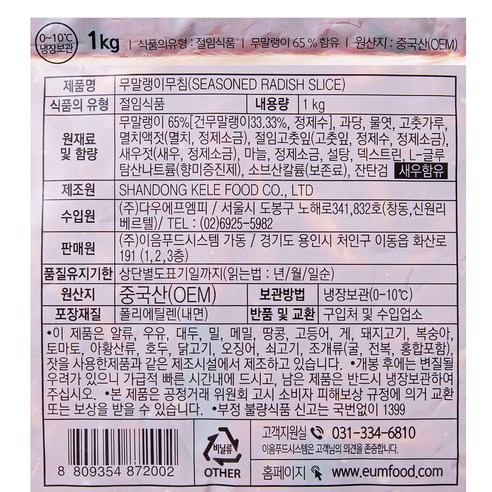 0~10℃ 냉장보관 1kg | 식품의유형 : 절임식품 | 무말랭이 65 % 함유 | 원산지 : 중국산(OEM)
제품명 무말랭이무침(SEASONED RADISH SLICE)
식품의 유형 절임식품 내용량 1 kg
원재료 및 함량 무말랭이 65%[건무말랭이33.33%, 정제수], 과당, 물엿, 고춧가루,
멸치액젓(멸치, 정제소금), 절임고춧잎(고춧잎, 정제수, 정제소금),
새우젓(새우, 정제소금), 마늘, 정제소금, 설탕, 덱스트린, L-글루
탐산나트륨(향미증진제), 소브산칼륨(보존료), 잔탄검 새우함유
제조원 SHANDONG KELE FOOD CO., LTD
수입원 (주)다우에프엠피 / 서울시 도봉구 노해로341,832호(창동,신원리
베르텔)/ TEL : (02)6925-5982
판매원 (주)이음푸드시스템 가동 / 경기도 용인시 처인구 이동읍 화산로
191 (1,2,3층)
품질유지기한 상단별도표기일까지(읽는법 : 년/월/일순)
원산지 중국산(OEM) 보관방법 냉장보관(0~10℃)
포장재질 폴리에틸렌(내면) 반품 및 교환 구입처 및 수입업소
•이 제품은 알류, 우유, 대두, 밀, 메밀, 땅콩, 고등어, 게, 돼지고기, 복숭아,
토마토, 아황산류, 호두, 닭고기, 오징어, 쇠고기, 조개류(굴, 전복, 홍합포함),
잣을 사용한제품과 같은 제조시설에서 제조하고 있습니다. •개봉 후에는 변질될
우려가 있으니 가급적 빠른 시간내에 드시고, 남은 제품은 반드시 냉장보관하여
주십시오. •본 제품은 공정거래 위원회 고시 소비자 피해보상 규정에 의거 교환
또는 보상을 받을 수 있습니다. •부정 불량식품 신고는 국번없이 1399
8 809354 872002
비닐류
OTHER
고객지원실 031-334-6810
이음푸드시스템은 고객님의 의견에 항상 귀 기울이고 있습니다.
홈페이지 www.eumfood.com